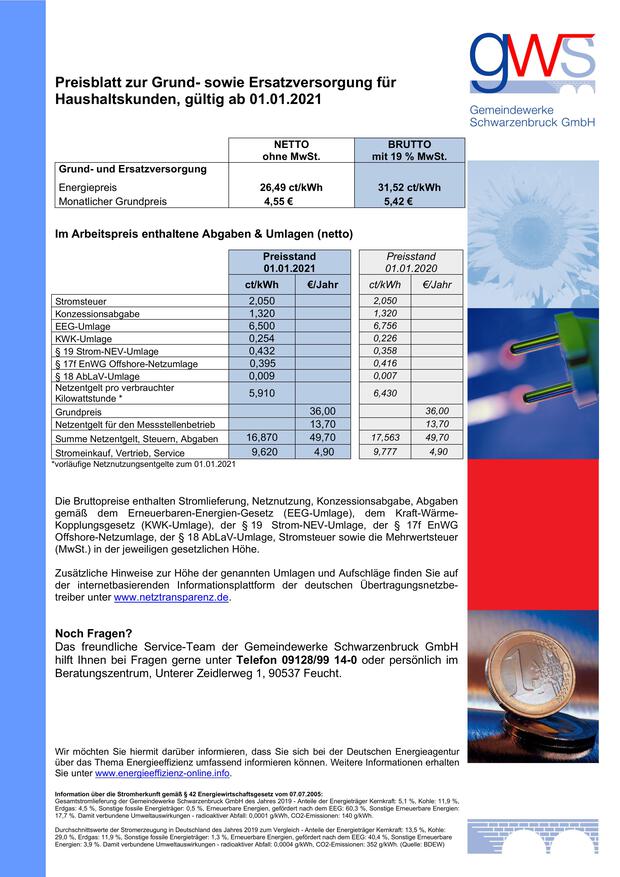 gws
Gemeindewerke
Schwarzenbruck GmbH
Preisblatt zur Grund- sowie Ersatzversorgung für
Haushaltskunden, gültig ab 01.01.2021
NETTO BRUTTO
ohne MwSt. mit 19 % MwSt.
Grund- und Ersatzversorgung
Energiepreis 26,49 ct/kWh 31,52 ct/kWh
Monatlicher Grundpreis 4,55 € 5,42 €
Im Arbeitspreis enthaltene Abgaben & Umlagen (netto)
Preisstand Preisstand
01.01.2021 01.01.2020
ct/kWh €/Jahr ct/kWh €/Jahr
Stromsteuer 2,050 2,050
Konzessionsabgabe 1,320 1,320
EEG-Umlage 6,500 6,756
KWK-Umlage 0,254 0,226
§ 19 Strom-NEV-Umlage 0,432 0,358
§ 17f EnWG Offshore-Netzumlage 0,395 0,416
§ 18 AbLaV-Umlage 0,009 0,007
Netzentgelt pro verbrauchter
Kilowattstunde * 5,910 6,430
Grundpreis 36,00 36,00
Netzentgelt für den Messstellenbetrieb 13,70 13,70
Summe Netzentgelt, Steuern, Abgaben 16,870 49,70 17,563 49,70
Stromeinkauf, Vertrieb, Service 9,620 4,90 9,777 4,90
*vorläufige Netznutzungsentgelte zum 01.01.2021
Die Bruttopreise enthalten Stromlieferung, Netznutzung, Konzessionsabgabe, Abgaben
gemäß dem Erneuerbaren-Energien-Gesetz (EEG-Umlage), dem Kraft-Wärme-
Kopplungsgesetz (KWK-Umlage), der § 19 Strom-NEV-Umlage, der § 17f EnWG
Offshore-Netzumlage, der § 18 AbLaV-Umlage, Stromsteuer sowie die Mehrwertsteuer
(MwSt.) in der jeweiligen gesetzlichen Höhe.
Zusätzliche Hinweise zur Höhe der genannten Umlagen und Aufschläge finden Sie auf
der internetbasierenden Informationsplattform der deutschen Übertragungsnetzbe-
treiber unter www.netztransparenz.de.
Noch Fragen?
Das freundliche Service-Team der Gemeindewerke Schwarzenbruck GmbH
hilft Ihnen bei Fragen gerne unter Telefon 09128/99 14-0 oder persönlich im
Beratungszentrum, Unterer Zeidlerweg 1, 90537 Feucht.
Wir möchten Sie hiermit darüber informieren, dass Sie sich bei der Deutschen Energieagentur
über das Thema Energieeffizienz umfassend informieren können. Weitere Informationen erhalten
Sie unter www.energieeffizienz-online.info.
Information über die Stromherkunft gemäß § 42 Energiewirtschaftsgesetz vom 07.07.2005:
Gesamtstromlieferung der Gemeindewerke Schwarzenbruck GmbH des Jahres 2019 - Anteile der Energieträger Kernkraft: 5,1 %, Kohle: 11,9 %,
Erdgas: 4,5 %, Sonstige fossile Energieträger: 0,5 %, Erneuerbare Energien, gefördert nach dem EEG: 60,3 %, Sonstige Erneuerbare Energien:
17,7 %. Damit verbundene Umweltauswirkungen - radioaktiver Abfall: 0,0001 g/kWh, CO2-Emissionen: 140 g/kWh.
Durchschnittswerte der Stromerzeugung in Deutschland des Jahres 2019 zum Vergleich - Anteile der Energieträger Kernkraft: 13,5 %, Kohle:
29,0 %, Erdgas: 11,9 %, Sonstige fossile Energieträger: 1,3 %, Erneuerbare Energien, gefördert nach dem EEG: 40,4 %, Sonstige Erneuerbare
Energien: 3,9 %. Damit verbundene Umweltauswirkungen - radioaktiver Abfall: 0,0004 g/kWh, CO2-Emissionen: 352 g/kWh. (Quelle: BDEW)